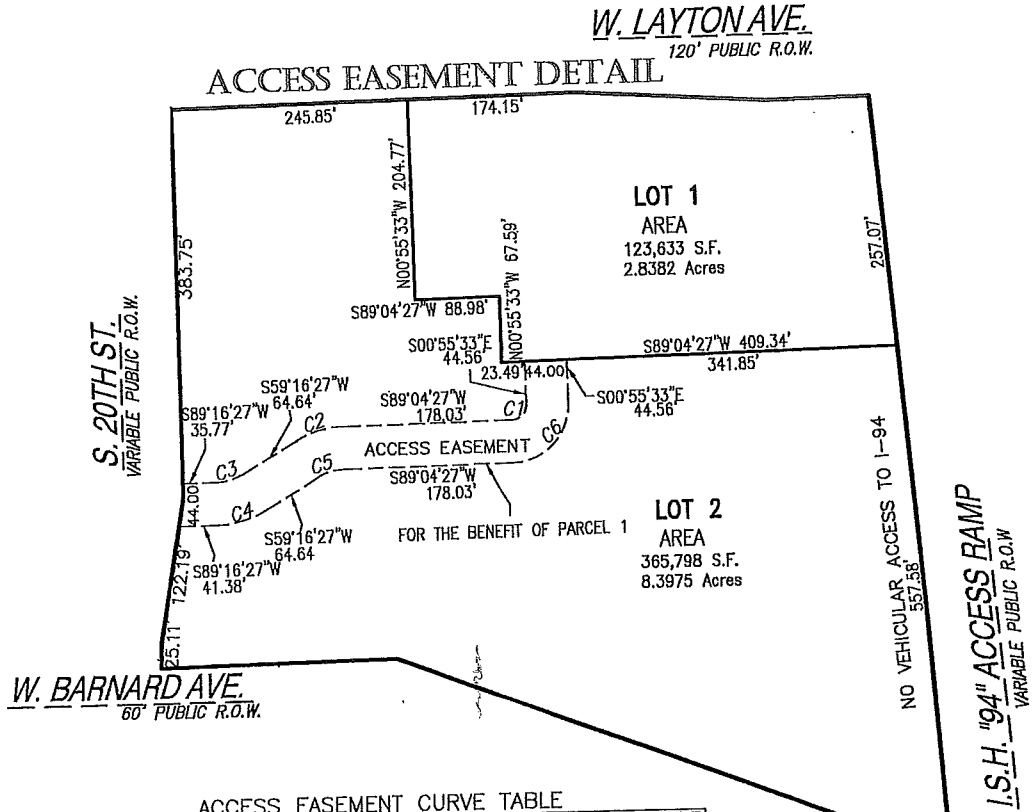 W. LAYTON AVE.
120' PUBLIC R.O.W.
ACCESS EASEMENT DETAIL
245.85'
174.15'
N00°55'33"W 204.77'
LOT 1
AREA
123,633 S.F.
2.8382 Acres
257.07'
383.75'
N00°55'33"W 67.59'
S89°04'27"W 88.98'
S. 20TH ST.
VARIABLE PUBLIC R.O.W.
S00°55'33"E
44.56'
S89°04'27"W 409.34'
23.49'
44.00'
341.85'
S00°55'33"E
44.56'
S59°16'27"W
64.64'
S89°04'27"W
178.03'
C1
C2
C6
S89°16'27"W
35.77'
C3
ACCESS EASEMENT
C5
S89°04'27"W
178.03'
44.00'
C4
FOR THE BENEFIT OF PARCEL 1
S59°16'27"W
64.64
LOT 2
AREA
365,798 S.F.
8.3975 Acres
S89°16'27"W
41.38'
122.19'
25.11'
NO VEHICULAR ACCESS TO I-94
557.58'
I.S.H. "94" ACCESS RAMP
VARIABLE PUBLIC R.O.W
W. BARNARD AVE.
60' PUBLIC R.O.W.
ACCESS EASEMENT CURVE TABLE